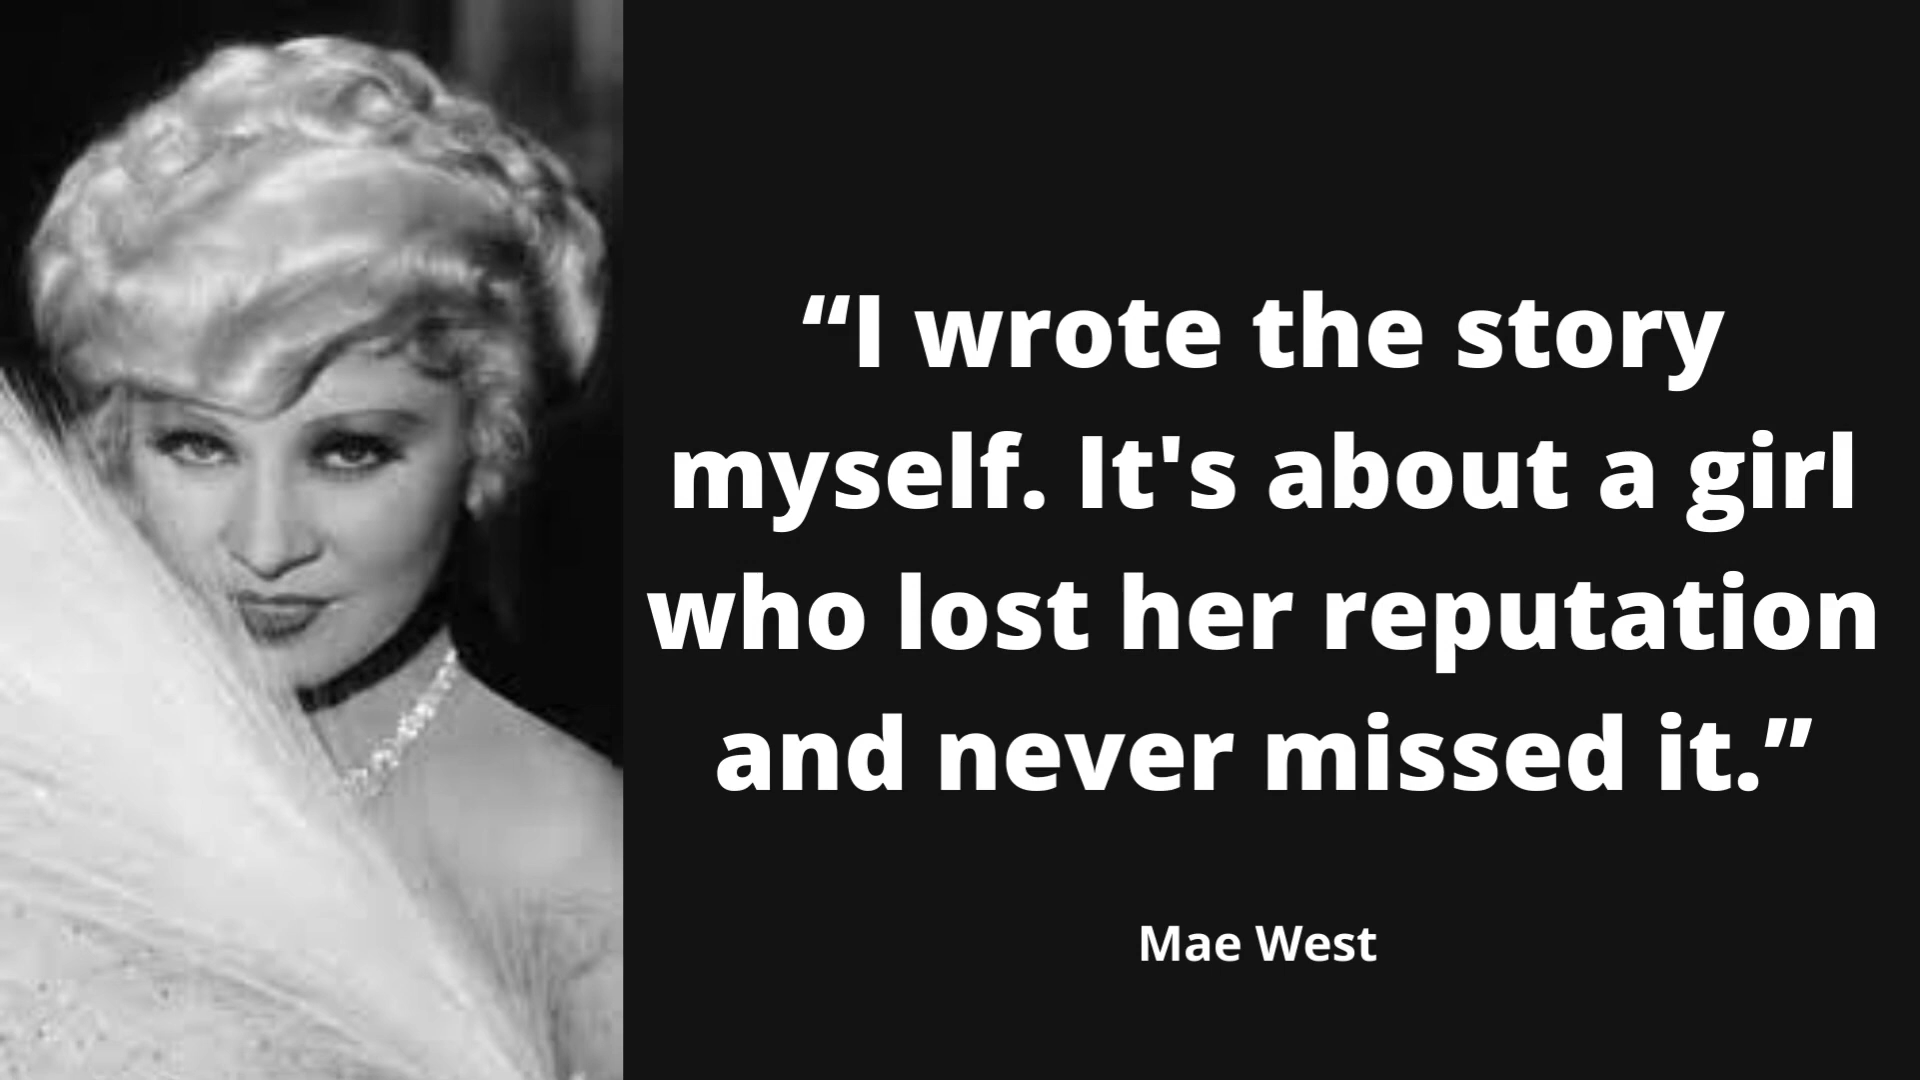 “I wrote the story
myself. It's about a girl
who lost her reputation
and never missed it.”
Mae West